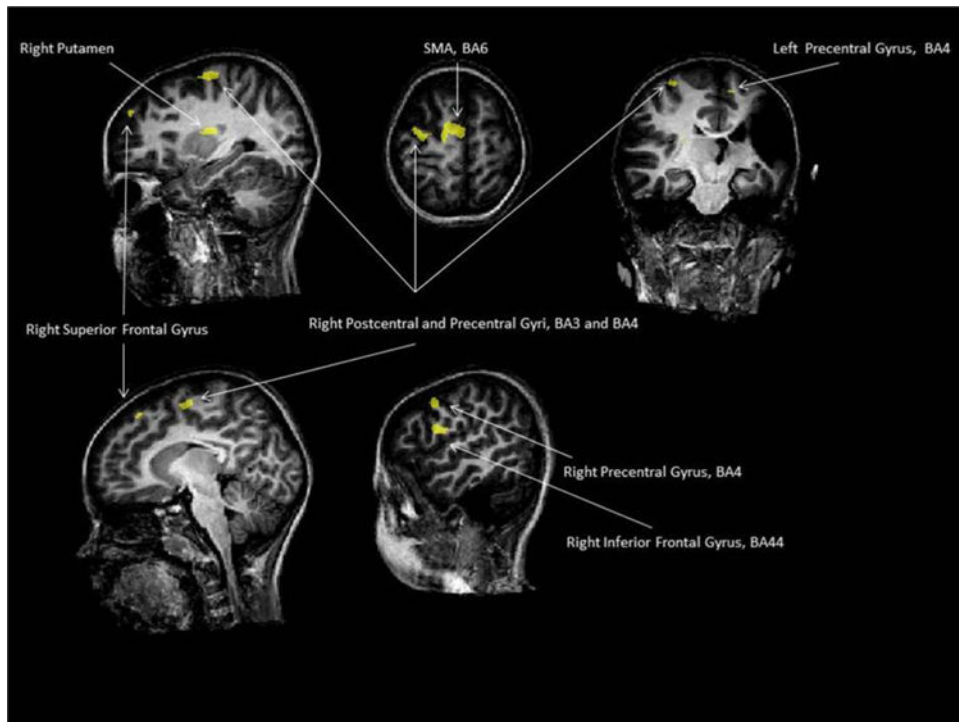 Right Putamen
SMA, BA6
Left Precentral Gyrus, BA4
Right Superior Frontal Gyrus
Right Postcentral and Precentral Gyri, BA3 and BA4
Right Precentral Gyrus, BA4
Right Inferior Frontal Gyrus, BA44